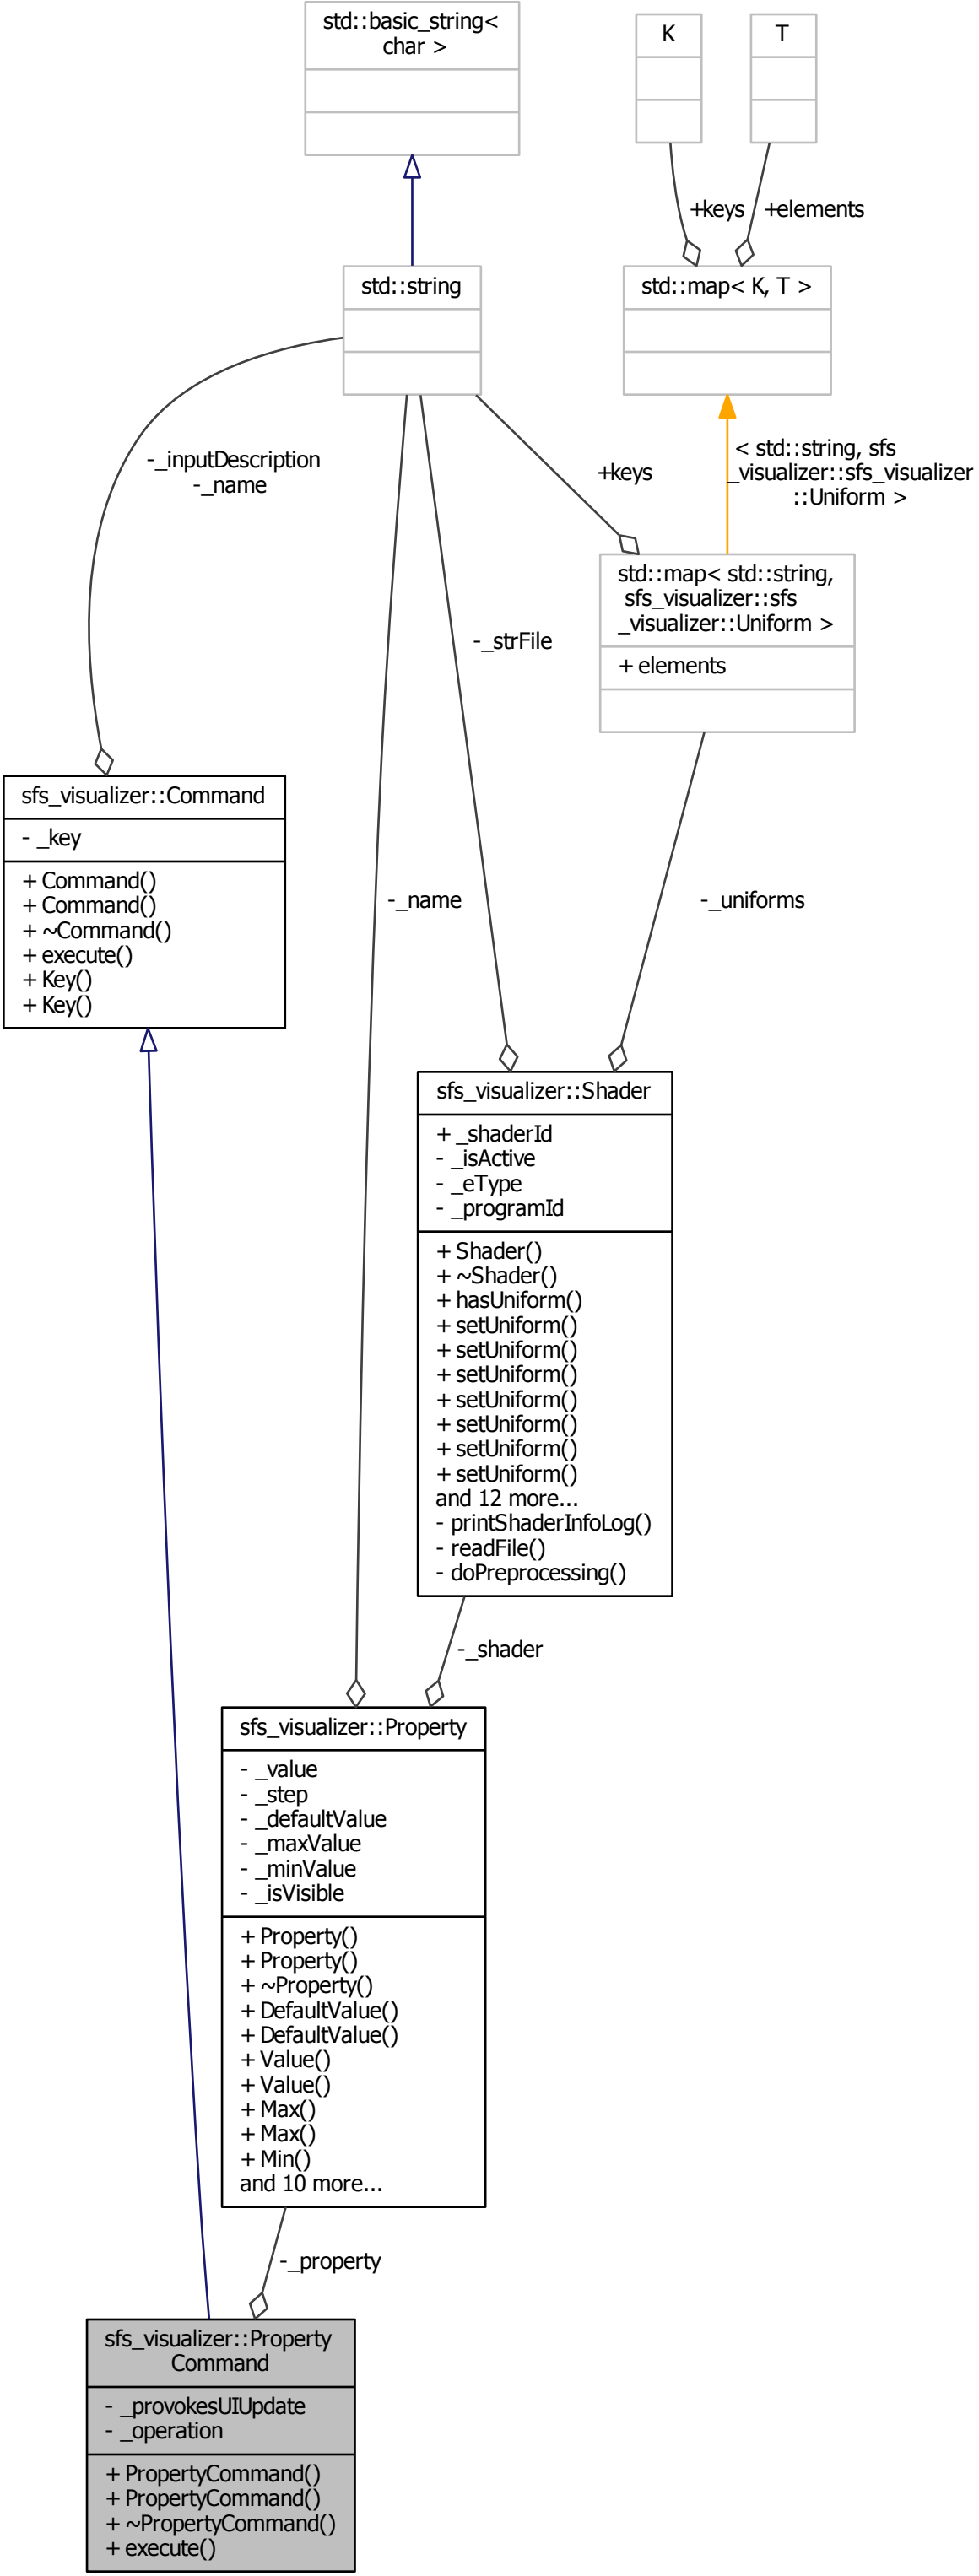 std::basic_string<
char >
K
T
+keys
+elements
std::string
std::map< K, T >
-_inputDescription
-_name
+keys
< std::string, sfs
_visualizer::sfs_visualizer
::Uniform >
std::map< std::string,
sfs_visualizer::sfs
_visualizer::Uniform >
+ elements
-_strFile
sfs_visualizer::Command
- _key
+ Command()
+ Command()
+ ~Command()
+ execute()
+ Key()
+ Key()
-_name
-_uniforms
sfs_visualizer::Shader
+ _shaderId
- _isActive
- _eType
- _programId
+ Shader()
+ ~Shader()
+ hasUniform()
+ setUniform()
+ setUniform()
+ setUniform()
+ setUniform()
+ setUniform()
+ setUniform()
+ setUniform()
and 12 more...
- printShaderInfoLog()
- readFile()
- doPreprocessing()
-_shader
sfs_visualizer::Property
- _value
- _step
- _defaultValue
- _maxValue
- _minValue
- _isVisible
+ Property()
+ Property()
+ ~Property()
+ DefaultValue()
+ DefaultValue()
+ Value()
+ Value()
+ Max()
+ Max()
+ Min()
and 10 more...
-_property
sfs_visualizer::Property
Command
- _provokesUIUpdate
- _operation
+ PropertyCommand()
+ PropertyCommand()
+ ~PropertyCommand()
+ execute()